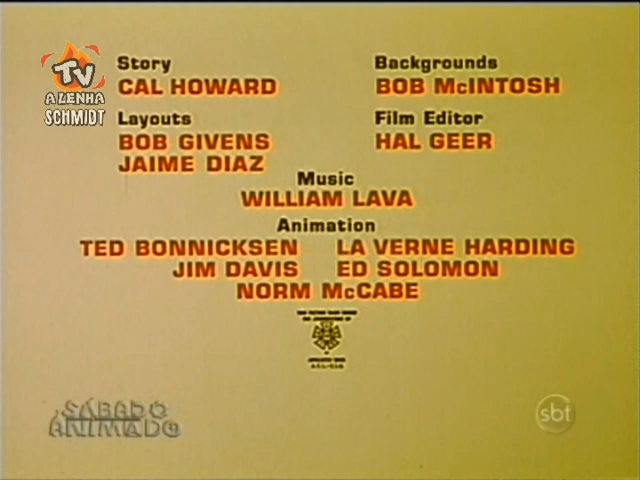 TV
A LENHA
SCHMIDT
Story
CAL HOWARD
Backgrounds
BOB McINTOSH
Layouts
BOB GIVENS
JAIME DIAZ
Film Editor
HAL GEER
Music
WILLIAM LAVA
Animation
TED BONNICKSEN LA VERNE HARDING
JIM DAVIS ED SOLOMON
NORM McCABE
SÁBADO
ANIMADO
sbt